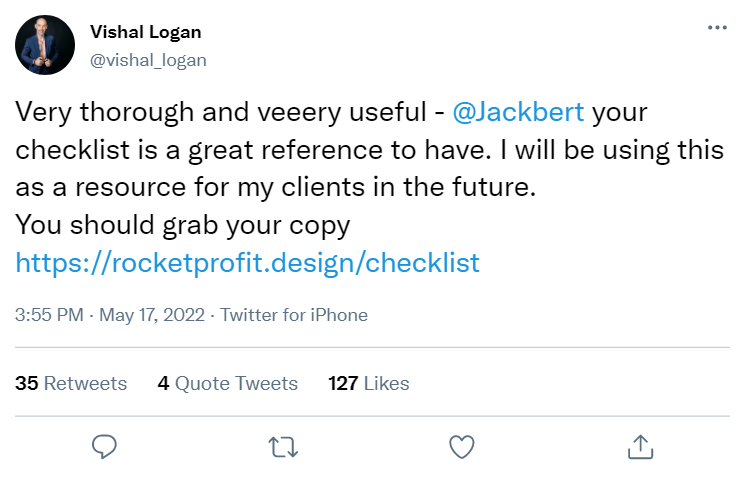 Vishal Logan
@vishal_logan
Very thorough and veeery useful - @Jackbert your
checklist is a great reference to have. I will be using this
as a resource for my clients in the future.
You should grab your copy
https://rocketprofit.design/checklist
3:55 PM · May 17, 2022 · Twitter for iPhone
35 Retweets 4 Quote Tweets 127 Likes